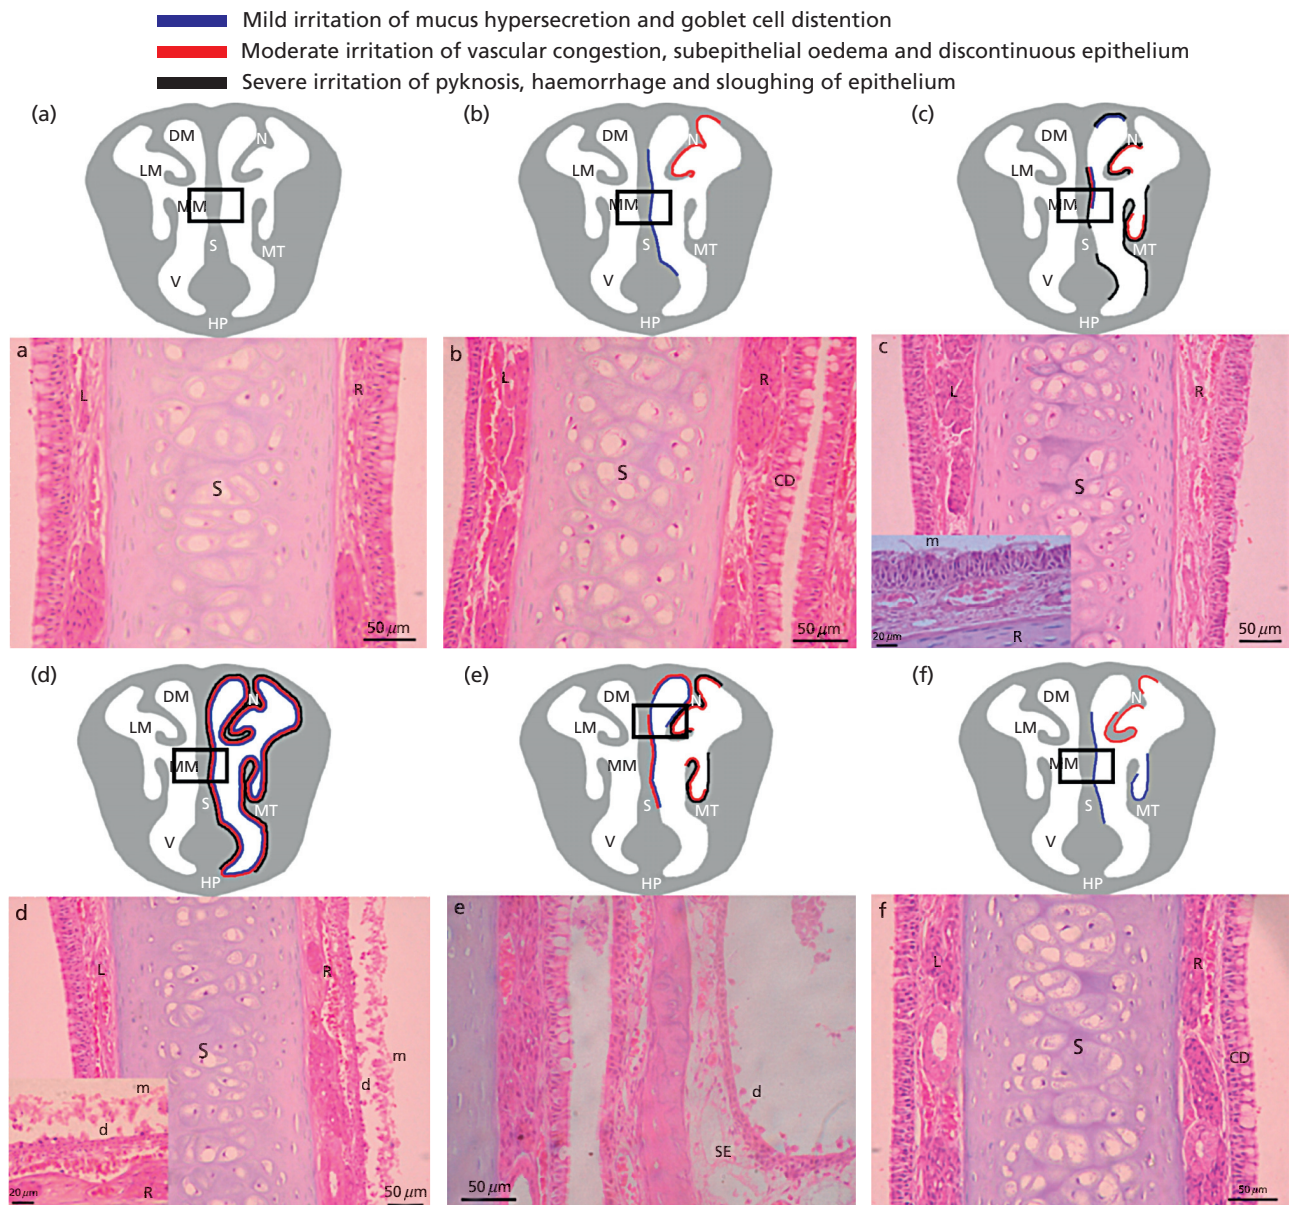 Mild irritation of mucus hypersecretion and goblet cell distention
Moderate irritation of vascular congestion, subepithelial oedema and discontinuous epithelium
Severe irritation of pyknosis, haemorrhage and sloughing of epithelium
(a)
DM
N
LM
MM
S
MT
V
HP
(b)
DM
N
LM
MM
S
MT
V
HP
(c)
DM
N
LM
MM
S
MT
V
HP
a
L
R
S
50 μm
b
L
R
S
CD
50 μm
c
L
R
S
m
20 μm
R
50 μm
(d)
DM
N
LM
MM
S
MT
V
HP
(e)
DM
N
LM
MM
S
MT
V
HP
(f)
DM
N
LM
MM
S
MT
V
HP
d
L
R
S
m
d
m
d
20 μm
R
50 μm
e
d
SE
50 μm
f
L
R
S
CD
50 μm